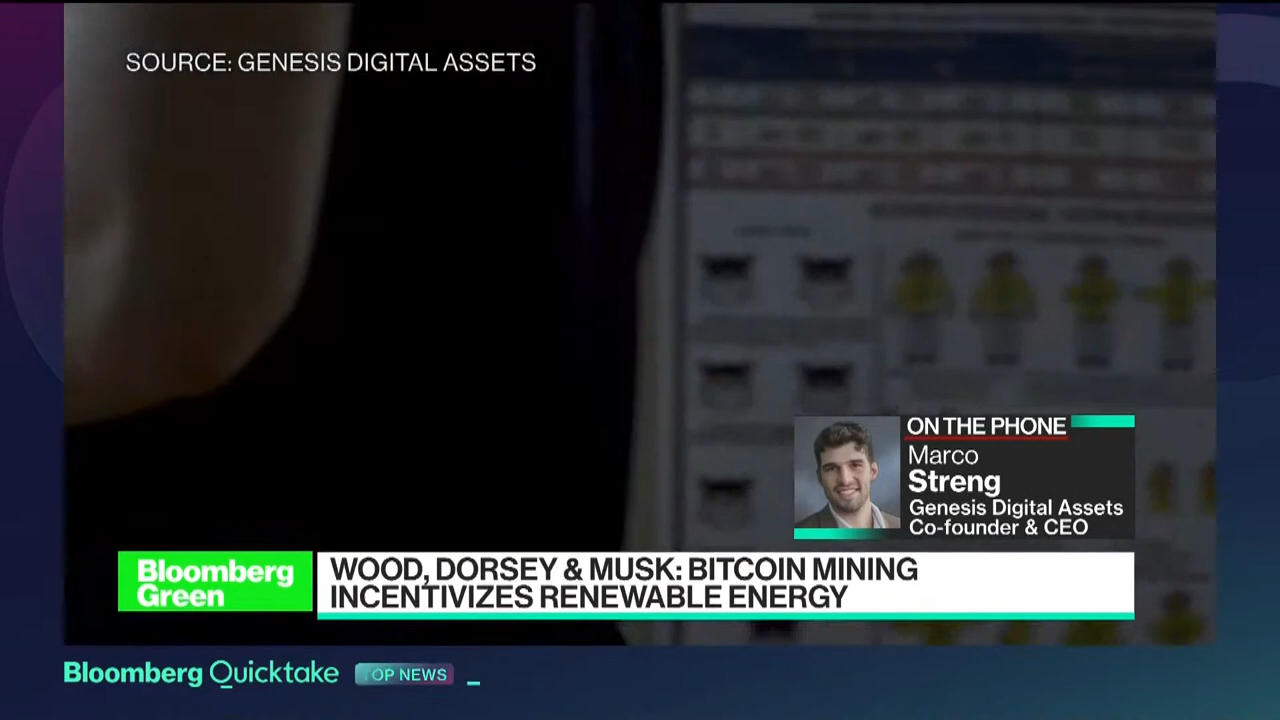 SOURCE: GENESIS DIGITAL ASSETS
ON THE PHONE
Marco
Streng
Genesis Digital Assets
Co-founder & CEO
Bloomberg
Green
WOOD, DORSEY & MUSK: BITCOIN MINING
INCENTIVIZES RENEWABLE ENERGY
Bloomberg Quicktake
TOP NEWS